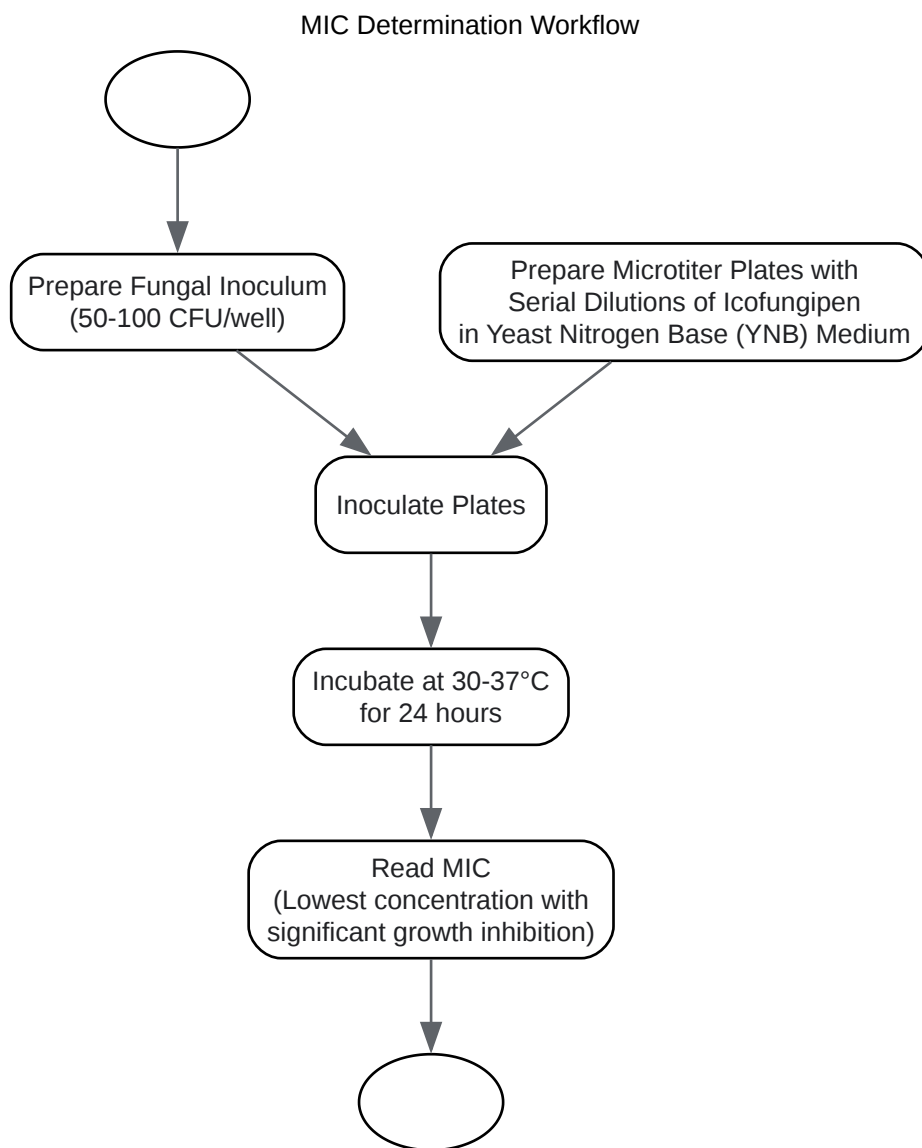 MIC Determination Workflow
Prepare Fungal Inoculum
(50-100 CFU/well)
Prepare Microtiter Plates with
Serial Dilutions of Icofungipen
in Yeast Nitrogen Base (YNB) Medium
Inoculate Plates
Incubate at 30-37°C
for 24 hours
Read MIC
(Lowest concentration with
significant growth inhibition)